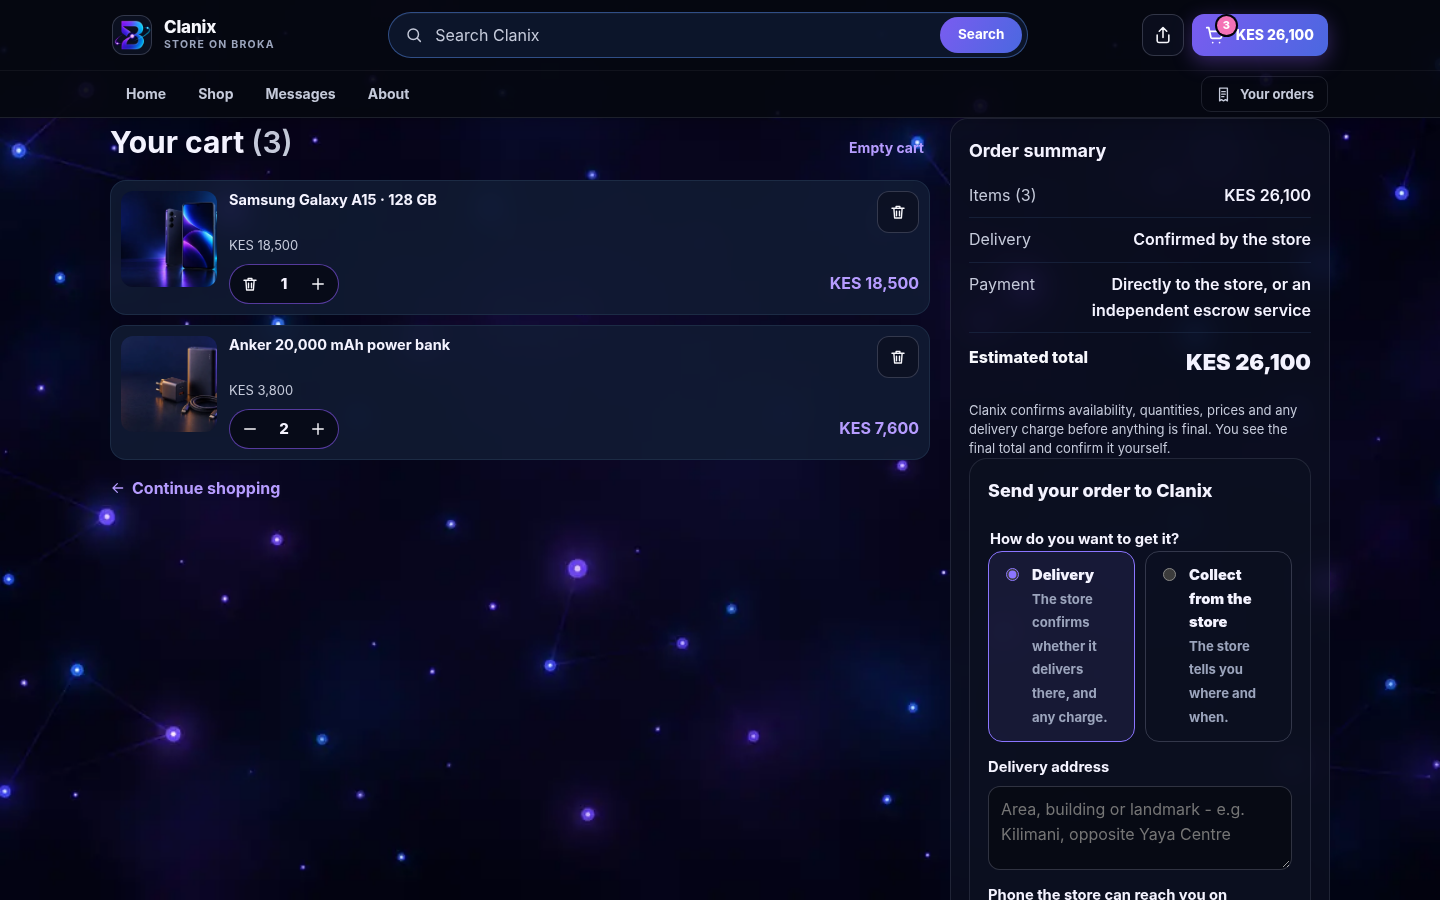 Clanix
STORE ON BROKA
Search Clanix
Search
3
KES 26,100
Home
Shop
Messages
About
Your orders
Your cart (3)
Empty cart
Samsung Galaxy A15 · 128 GB
KES 18,500
1
KES 18,500
Anker 20,000 mAh power bank
KES 3,800
2
KES 7,600
← Continue shopping
Order summary
Items (3)
KES 26,100
Delivery
Confirmed by the store
Payment
Directly to the store, or an
independent escrow service
Estimated total
KES 26,100
Clanix confirms availability, quantities, prices and any
delivery charge before anything is final. You see the
final total and confirm it yourself.
Send your order to Clanix
How do you want to get it?
Delivery
The store
confirms
whether it
delivers
there, and
any charge.
Collect
from the
store
The store
tells you
where and
when.
Delivery address
Area, building or landmark - e.g.
Kilimani, opposite Yaya Centre
Phone the store can reach you on